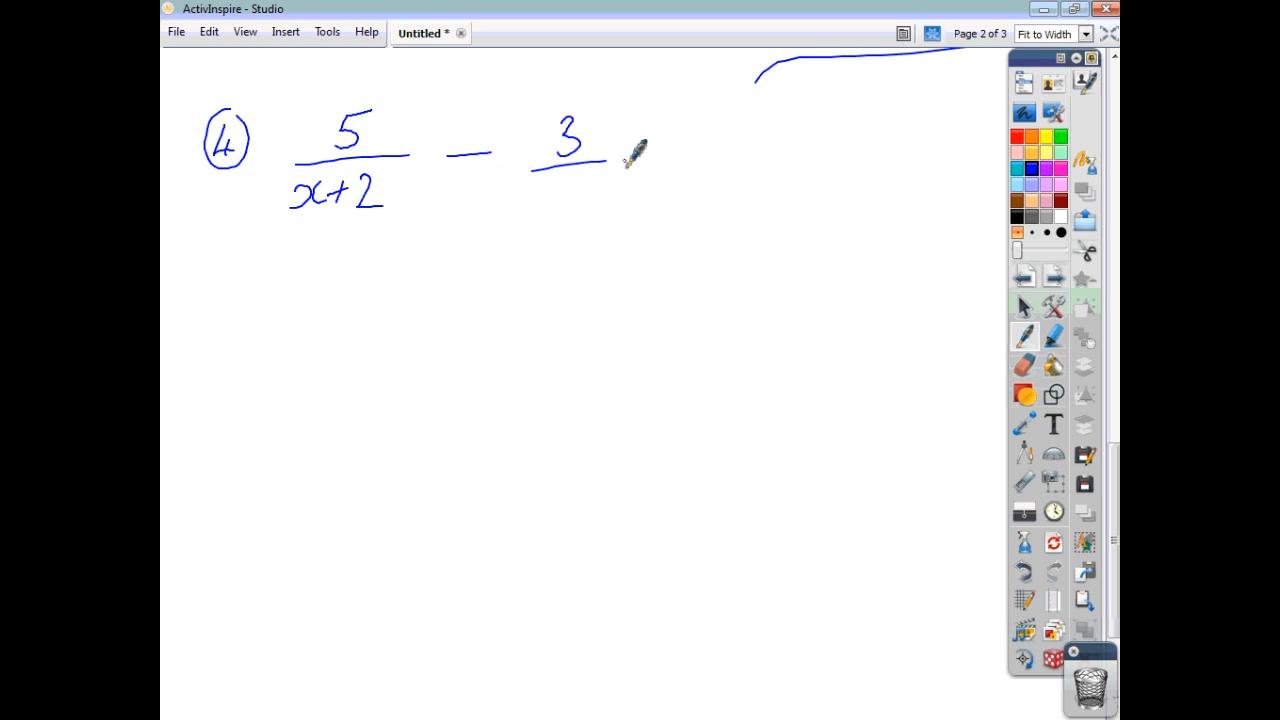 ActivInspire - Studio
File Edit View Insert Tools Help Untitled * Page 2 of 3 Fit to Width
④ 5 — 3
x+2